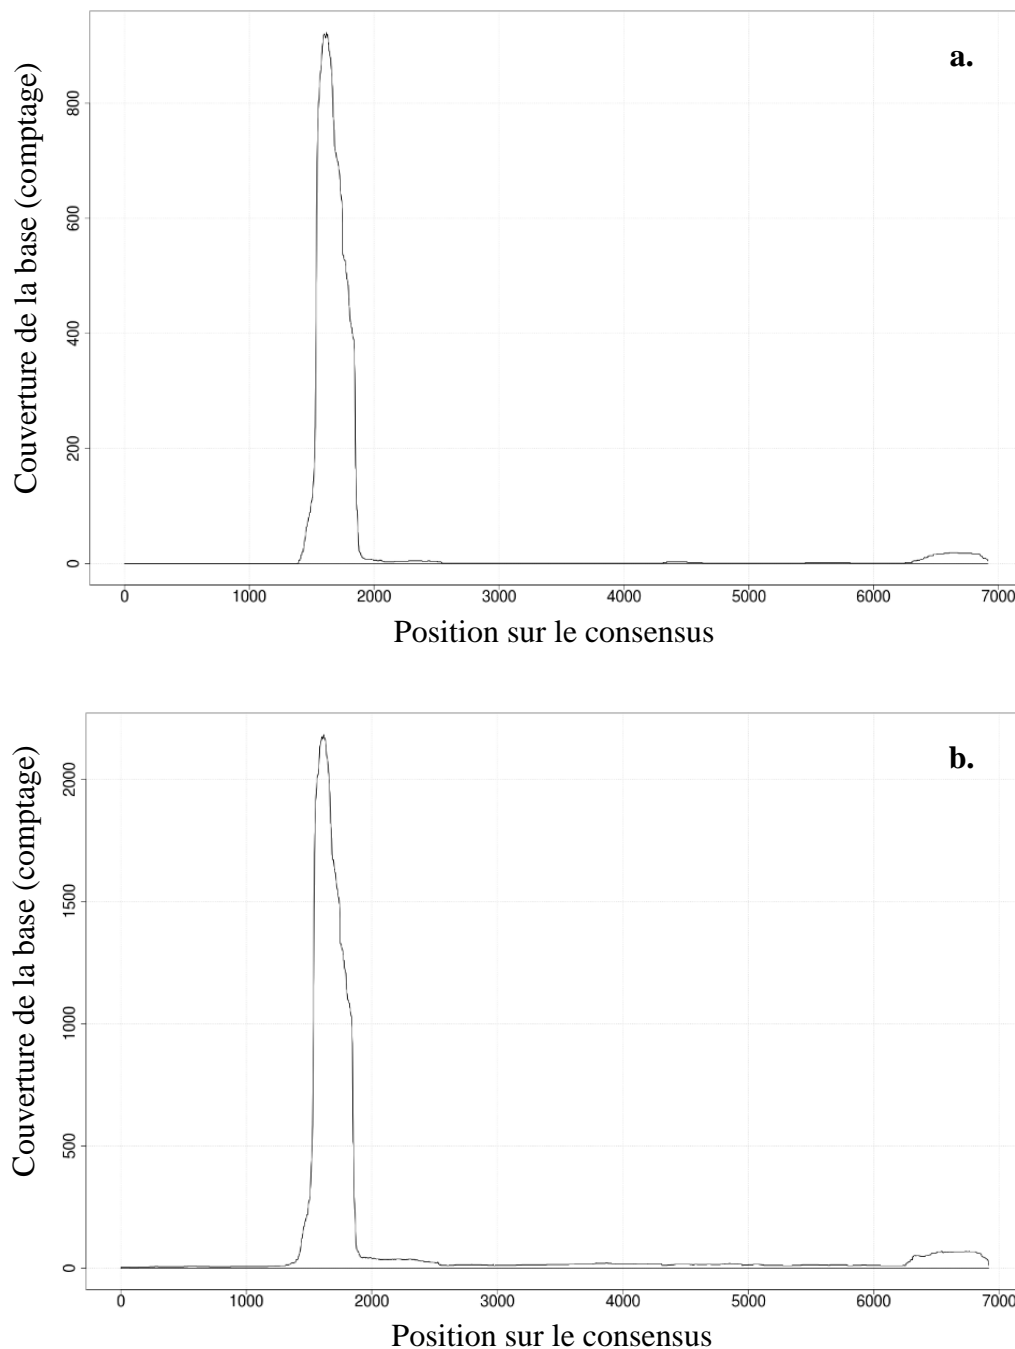 a.
Couverture de la base (comptage)
800
600
400
200
0
0 1000 2000 3000 4000 5000 6000 7000
Position sur le consensus
b.
Couverture de la base (comptage)
2000
1500
1000
500
0
0 1000 2000 3000 4000 5000 6000 7000
Position sur le consensus